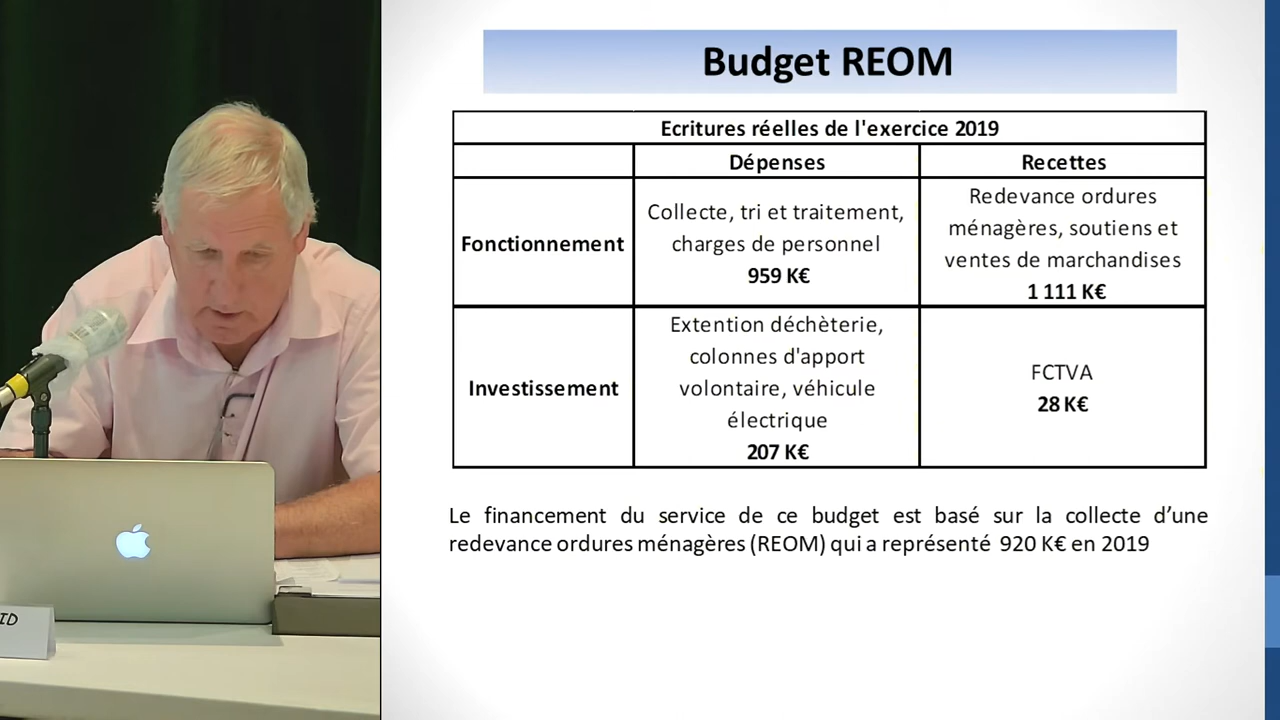 Budget REOM
Ecritures réelles de l'exercice 2019
Dépenses
Recettes
Fonctionnement
Collecte, tri et traitement,
charges de personnel
959 K€
Redevance ordures
ménagères, soutiens et
ventes de marchandises
1 111 K€
Investissement
Extention déchèterie,
colonnes d'apport
volontaire, véhicule
électrique
207 K€
FCTVA
28 K€
Le financement du service de ce budget est basé sur la collecte d’une
redevance ordures ménagères (REOM) qui a représenté 920 K€ en 2019
ID